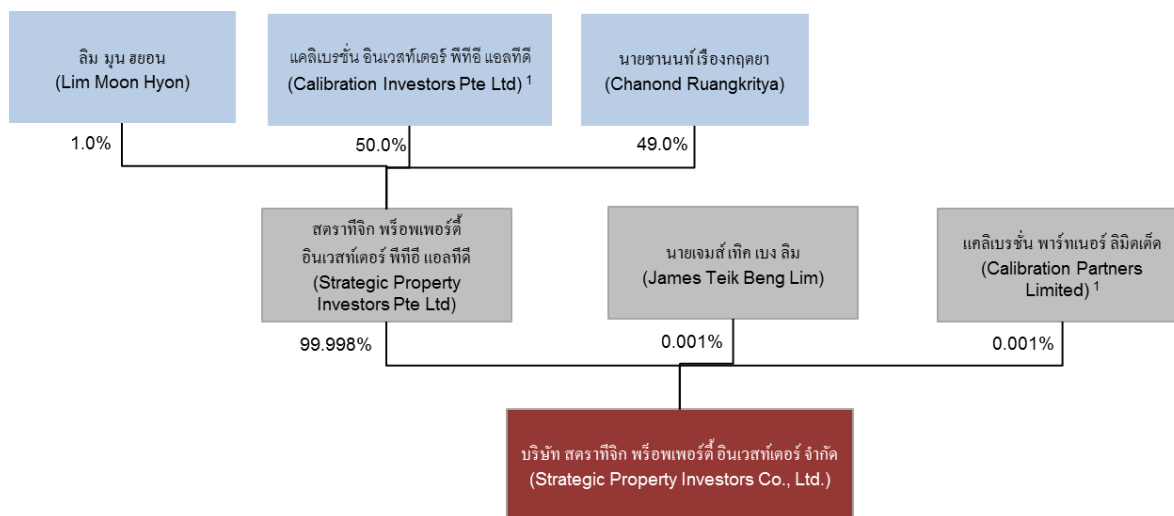 ลิม มุน ฮยอน
(Lim Moon Hyon)
แคลิเบรชั่น อินเวสท์เตอร์ พีทีอี แอลทีดี
(Calibration Investors Pte Ltd) 1
นายชานนท์ เรืองกฤตยา
(Chanond Ruangkritya)
1.0%
50.0%
49.0%
สตราทีจิก พร็อพเพอร์ตี้
อินเวสท์เตอร์ พีทีอี แอลทีดี
(Strategic Property
Investors Pte Ltd)
นายเจมส์ เทิค เบง ลิม
(James Teik Beng Lim)
แคลิเบรชั่น พาร์ทเนอร์ ลิมิตเต็ด
(Calibration Partners
Limited) 1
99.998%
0.001%
0.001%
บริษัท สตราทีจิก พร็อพเพอร์ตี้ อินเวสท์เตอร์ จำกัด
(Strategic Property Investors Co., Ltd.)